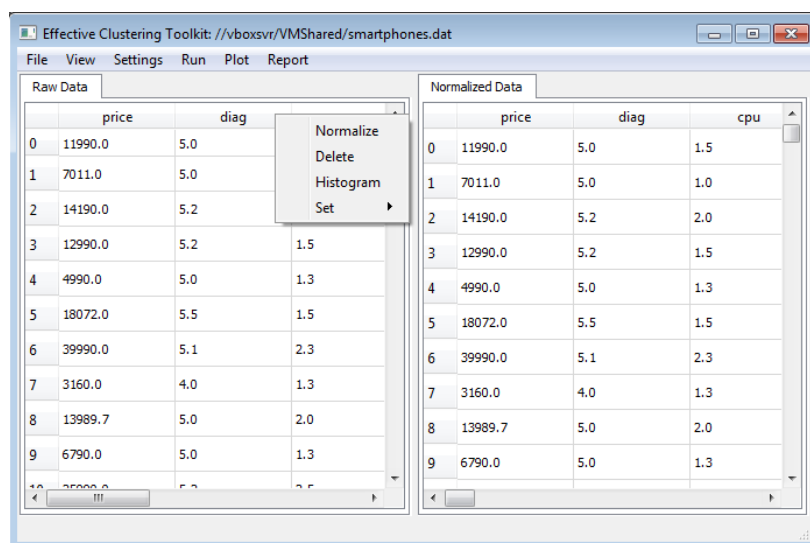 Effective Clustering Toolkit: //vboxsvr/VMShared/smartphones.dat
File View Settings Run Plot Report
Raw Data
price diag
0 11990.0 5.0
1 7011.0 5.0
2 14190.0 5.2
3 12990.0 5.2 1.5
4 4990.0 5.0 1.3
5 18072.0 5.5 1.5
6 39990.0 5.1 2.3
7 3160.0 4.0 1.3
8 13989.7 5.0 2.0
9 6790.0 5.0 1.3
Normalize
Delete
Histogram
Set
Normalized Data
price diag cpu
0 11990.0 5.0 1.5
1 7011.0 5.0 1.0
2 14190.0 5.2 2.0
3 12990.0 5.2 1.5
4 4990.0 5.0 1.3
5 18072.0 5.5 1.5
6 39990.0 5.1 2.3
7 3160.0 4.0 1.3
8 13989.7 5.0 2.0
9 6790.0 5.0 1.3